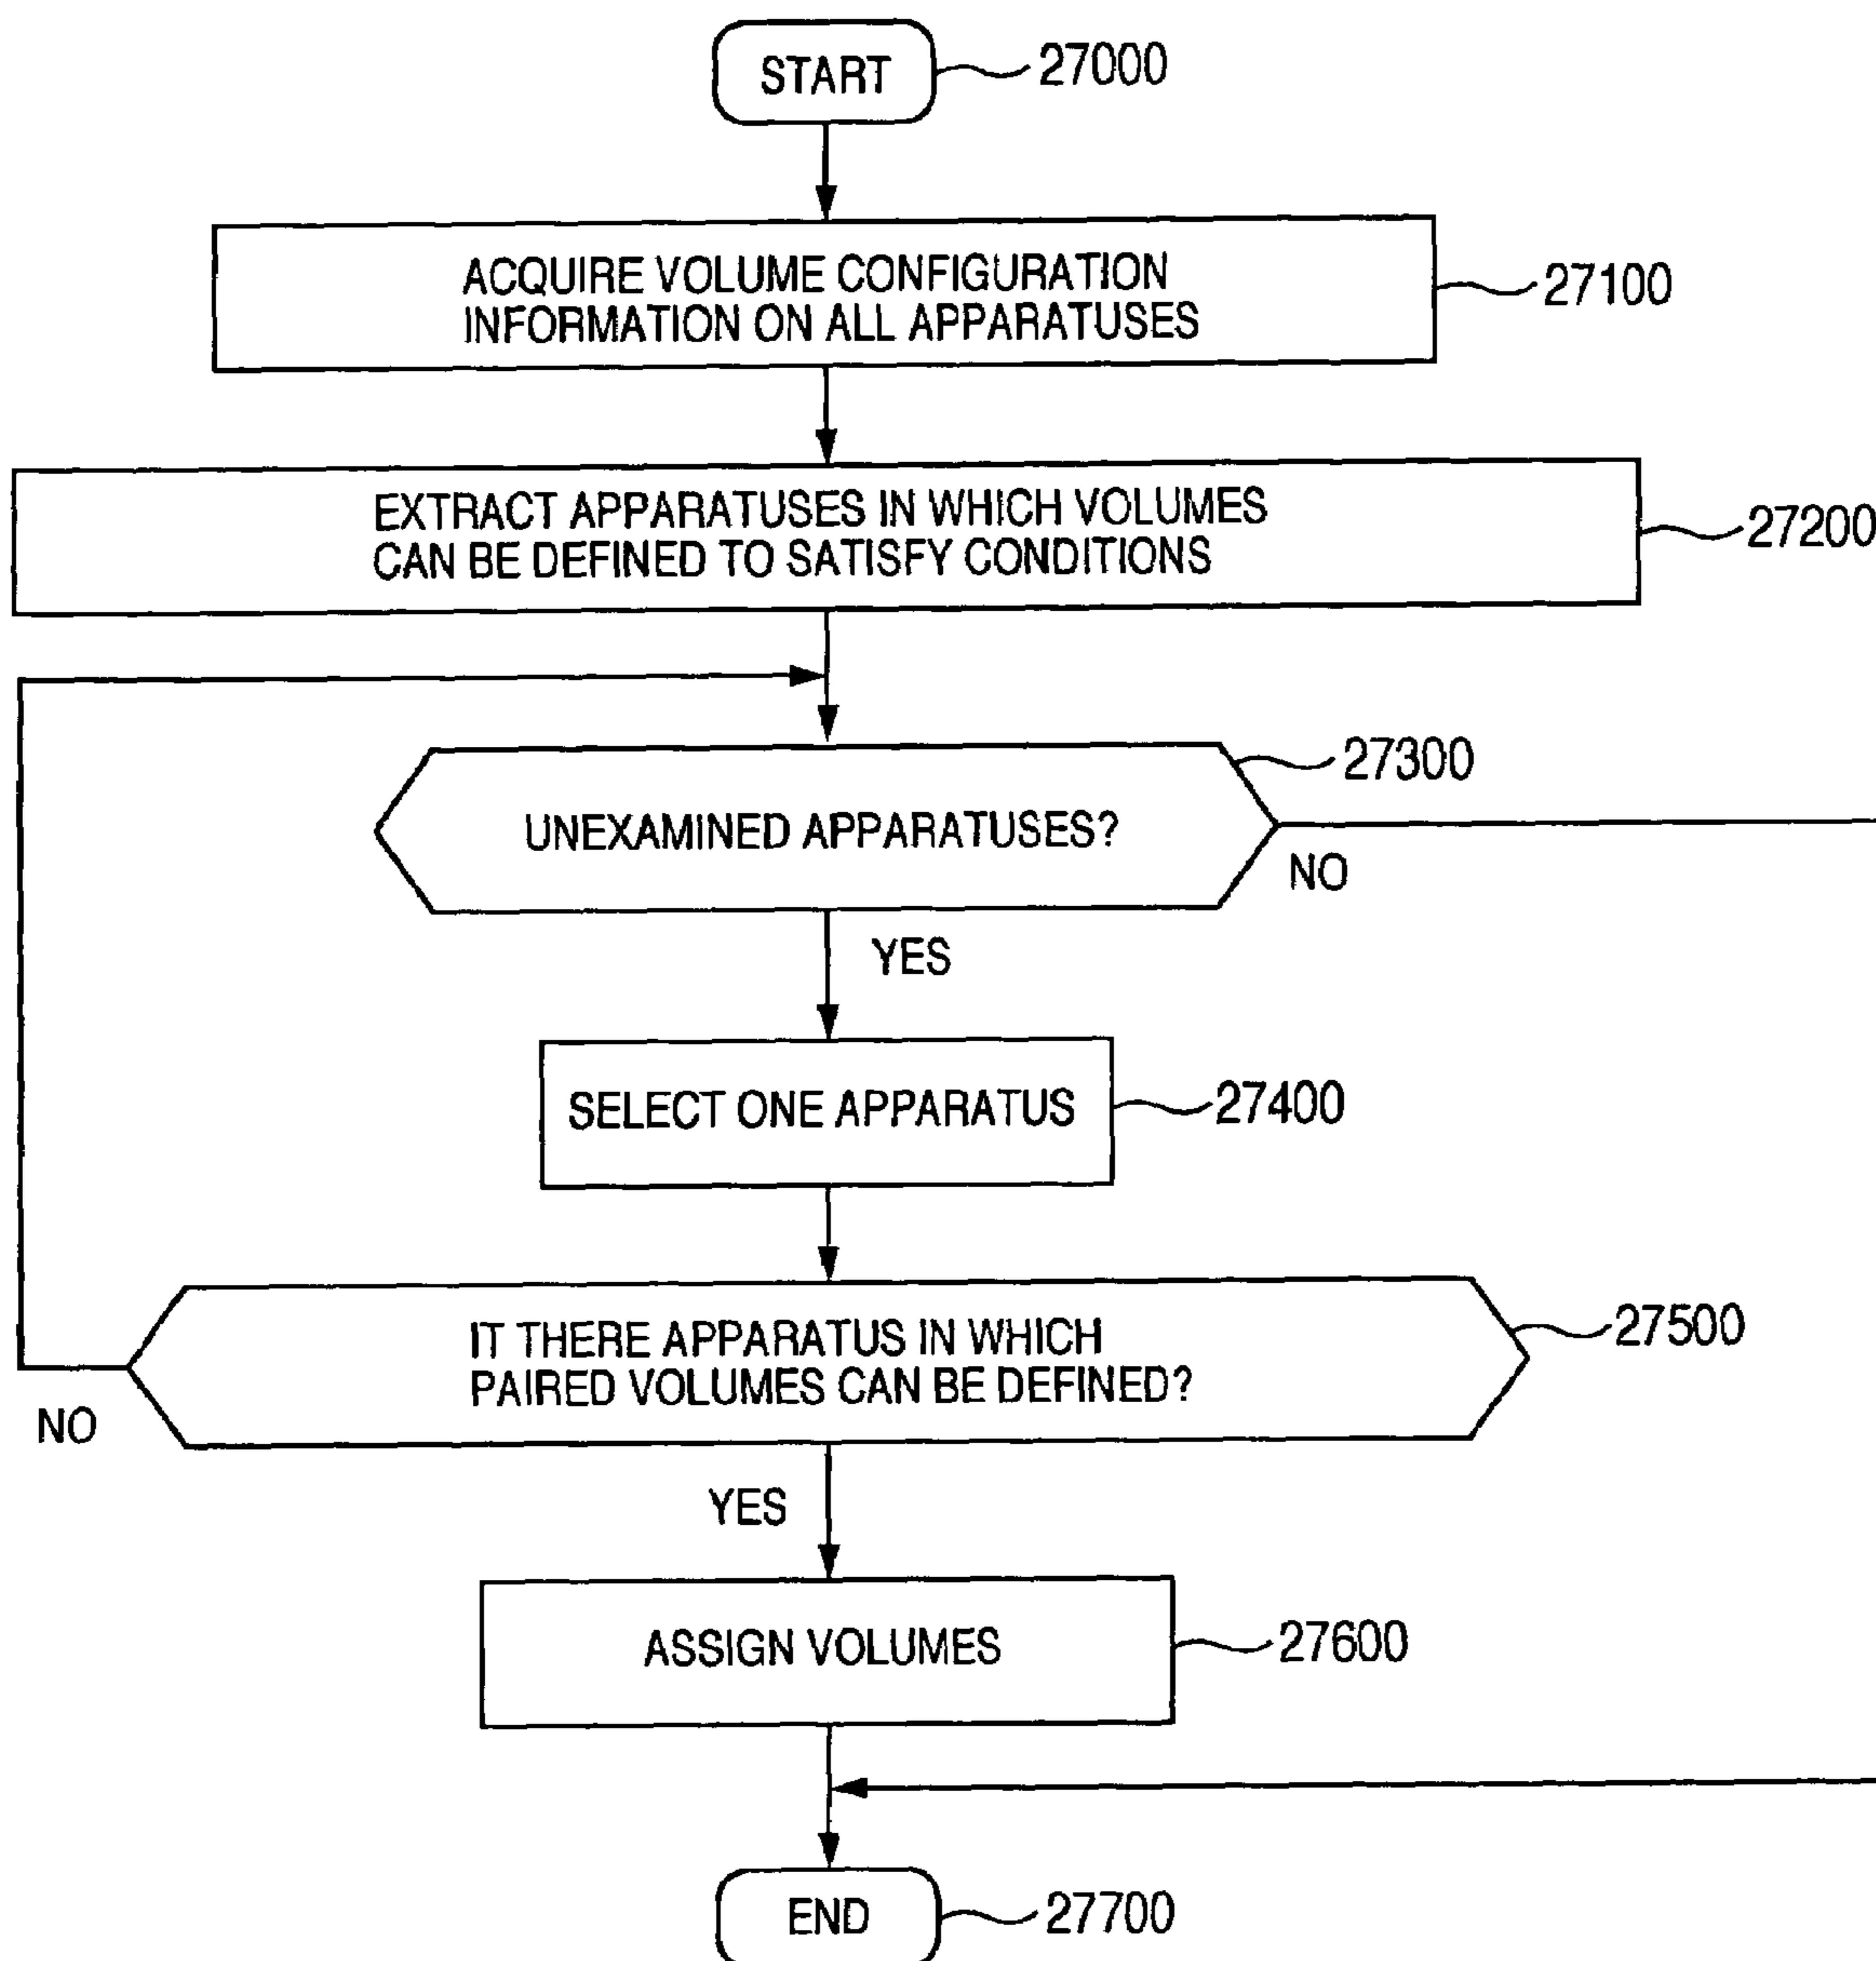 START
27000
ACQUIRE VOLUME CONFIGURATION
INFORMATION ON ALL APPARATUSES
27100
EXTRACT APPARATUSES IN WHICH VOLUMES
CAN BE DEFINED TO SATISFY CONDITIONS
27200
27300
UNEXAMINED APPARATUSES?
NO
YES
SELECT ONE APPARATUS
27400
IT THERE APPARATUS IN WHICH
PAIRED VOLUMES CAN BE DEFINED?
27500
NO
YES
ASSIGN VOLUMES
27600
END
27700